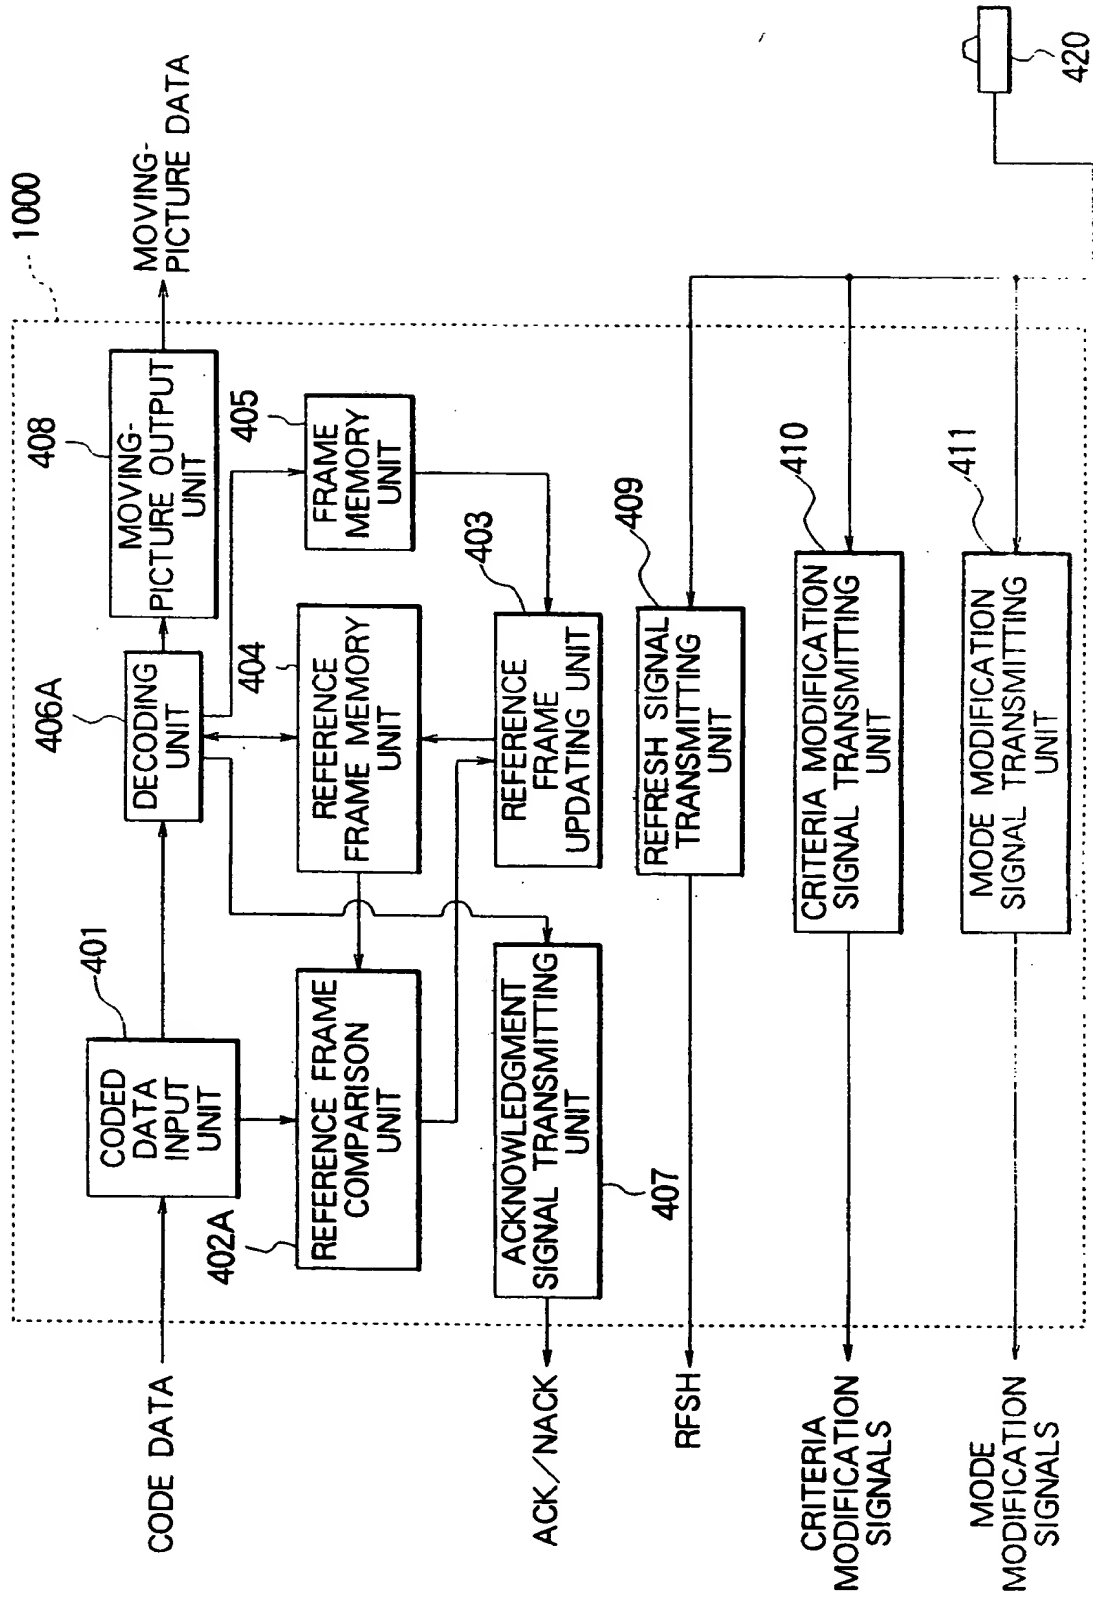 1000
CODE DATA
401
CODED
DATA
INPUT
UNIT
406A
DECODING
UNIT
408
MOVING-
PICTURE OUTPUT
UNIT
MOVING-
PICTURE DATA
402A
REFERENCE FRAME
COMPARISON
UNIT
404
REFERENCE
FRAME MEMORY
UNIT
405
FRAME
MEMORY
UNIT
ACK/NACK
ACKNOWLEDGMENT
SIGNAL TRANSMITTING
UNIT
407
403
REFERENCE
FRAME
UPDATING UNIT
RFSH
409
REFRESH SIGNAL
TRANSMITTING
UNIT
CRITERIA
MODIFICATION
SIGNALS
410
CRITERIA MODIFICATION
SIGNAL TRANSMITTING
UNIT
MODE
MODIFICATION
SIGNALS
411
MODE MODIFICATION
SIGNAL TRANSMITTING
UNIT
420